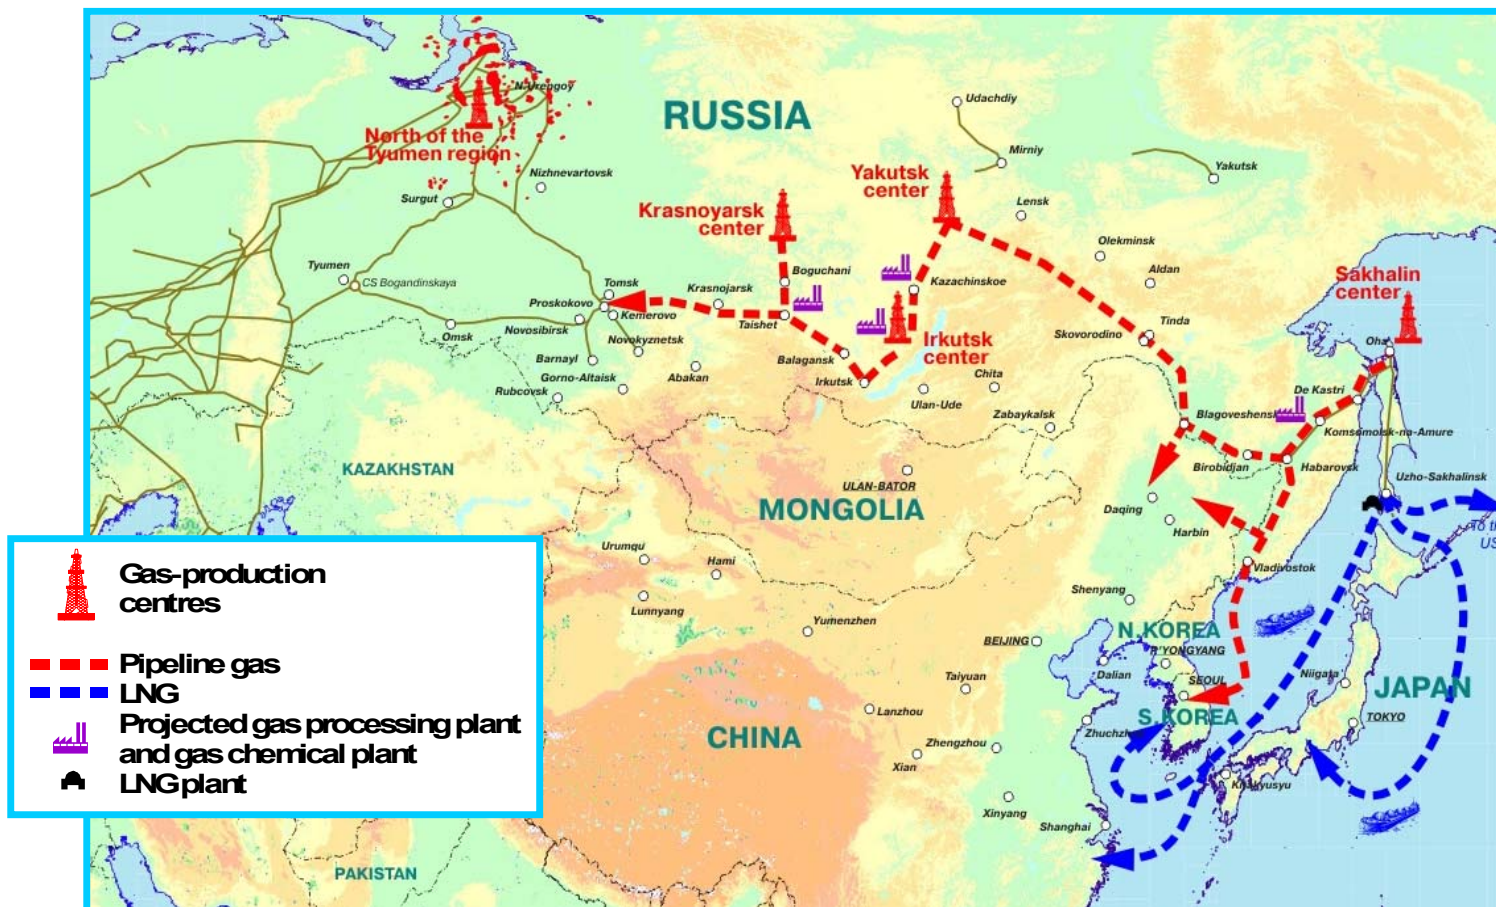 RUSSIA
N-Urengoy
North of the
Tyumen region
Nizhnevartovsk
Surgut
Udachdiy
Mirniy
Yakutsk
Yakutsk
center
Lensk
Krasnoyarsk
center
Olekminsk
Aldan
Sakhalin
center
Tyumen
CS Bogandinskaya
Tomsk
Krasnojarsk
Boguchani
Kazachinskoe
Proskokovo
Kemerovo
Taishet
Irkutsk
center
Tinda
Skovorodino
Omsk
Novosibirsk
Novokyznetsk
Oha
Barnayl
Balagansk
Gorno-Altaisk
Abakan
Irkutsk
Chita
Rubcovsk
Ulan-Ude
De Kastri
Zabaykalsk
Blagoveshensk
Komsomolsk-na-Amure
KAZAKHSTAN
Birobidjan
Habarovsk
ULAN-BATOR
Uzho-Sakhalinsk
MONGOLIA
Daqing
Harbin
To th
US
Urumqu
Hami
Vladivostok
Lunnyang
Shenyang
Yumenzhen
N.KOREA
BEIJING
P'YONGYANG
Dalian
Taiyuan
SEOUL
Niigata
JAPAN
Lanzhou
S.KOREA
TOKYO
CHINA
Zhengzhou
Xian
Xinyang
Shanghai
PAKISTAN
Gas-production
centres
Pipeline gas
LNG
Projected gas processing plant
and gas chemical plant
LNG plant